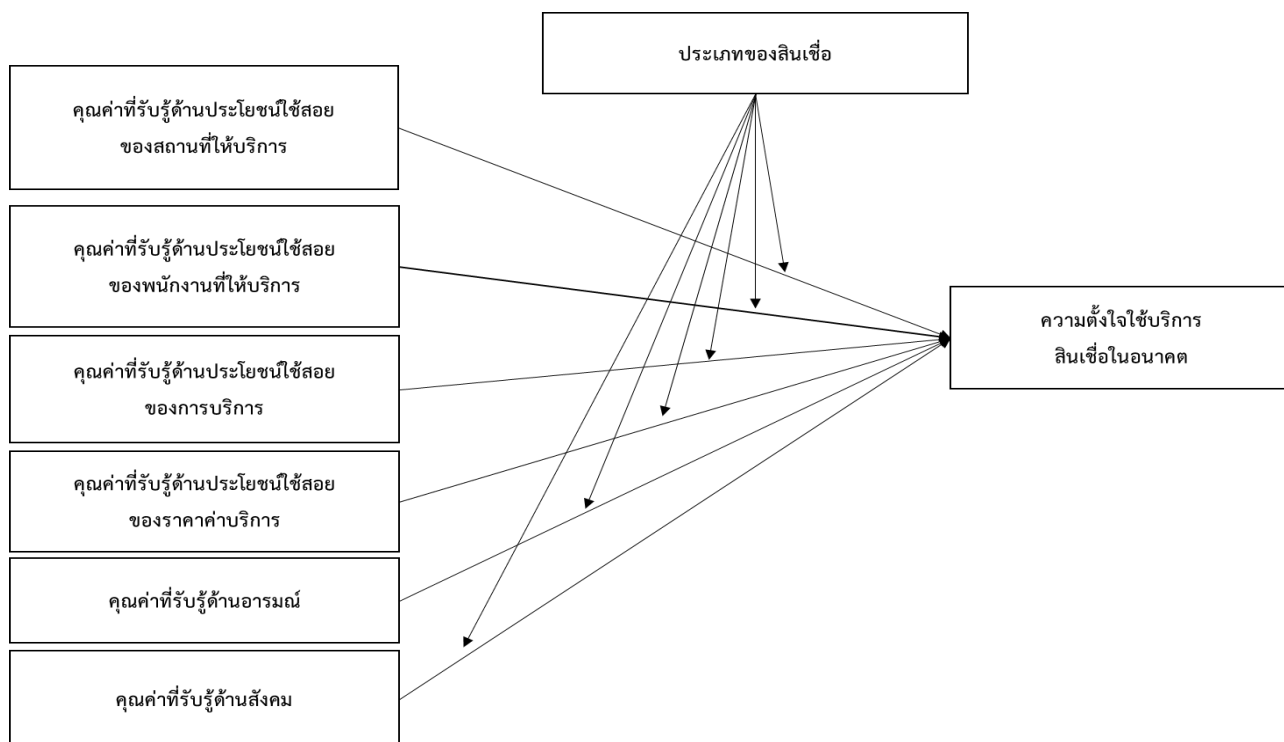 ประเภทของสินเชื่อ
คุณค่าที่รับรู้ด้านประโยชน์ใช้สอย
ของสถานที่ให้บริการ
คุณค่าที่รับรู้ด้านประโยชน์ใช้สอย
ของพนักงานที่ให้บริการ
คุณค่าที่รับรู้ด้านประโยชน์ใช้สอย
ของการบริการ
คุณค่าที่รับรู้ด้านประโยชน์ใช้สอย
ของราคาค่าบริการ
คุณค่าที่รับรู้ด้านอารมณ์
คุณค่าที่รับรู้ด้านสังคม
ความตั้งใจใช้บริการ
สินเชื่อในอนาคต